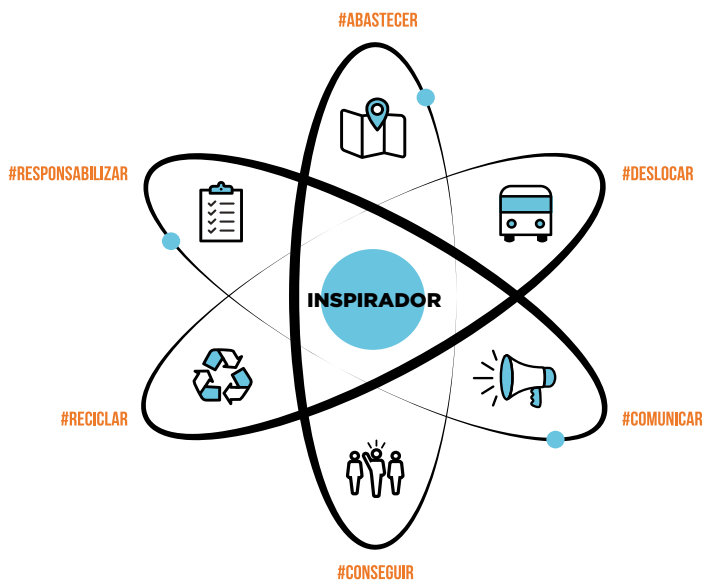 #ABASTECER
#RESPONSABILIZAR
#DESLOCAR
INSPIRADOR
#RECICLAR
#COMUNICAR
#CONSEGUIR